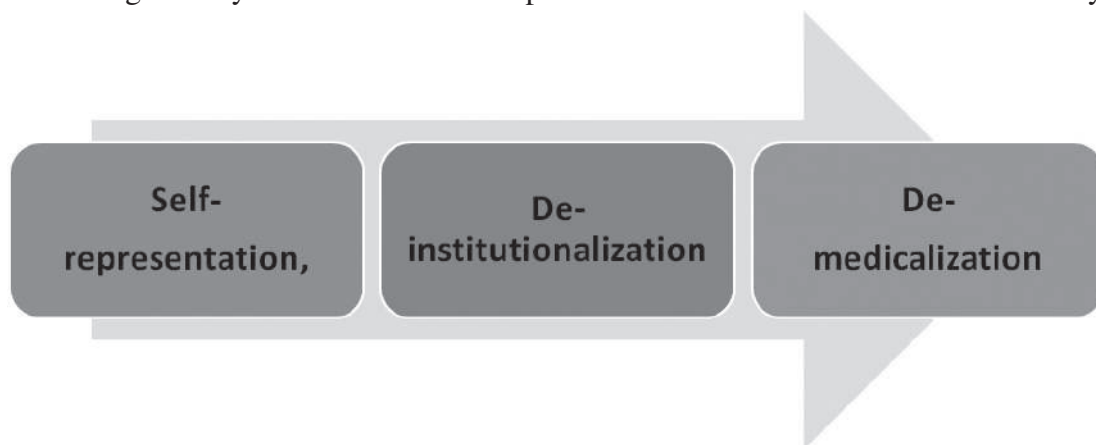 Self-
representation,
De-
institutionalization
De-
medicalization